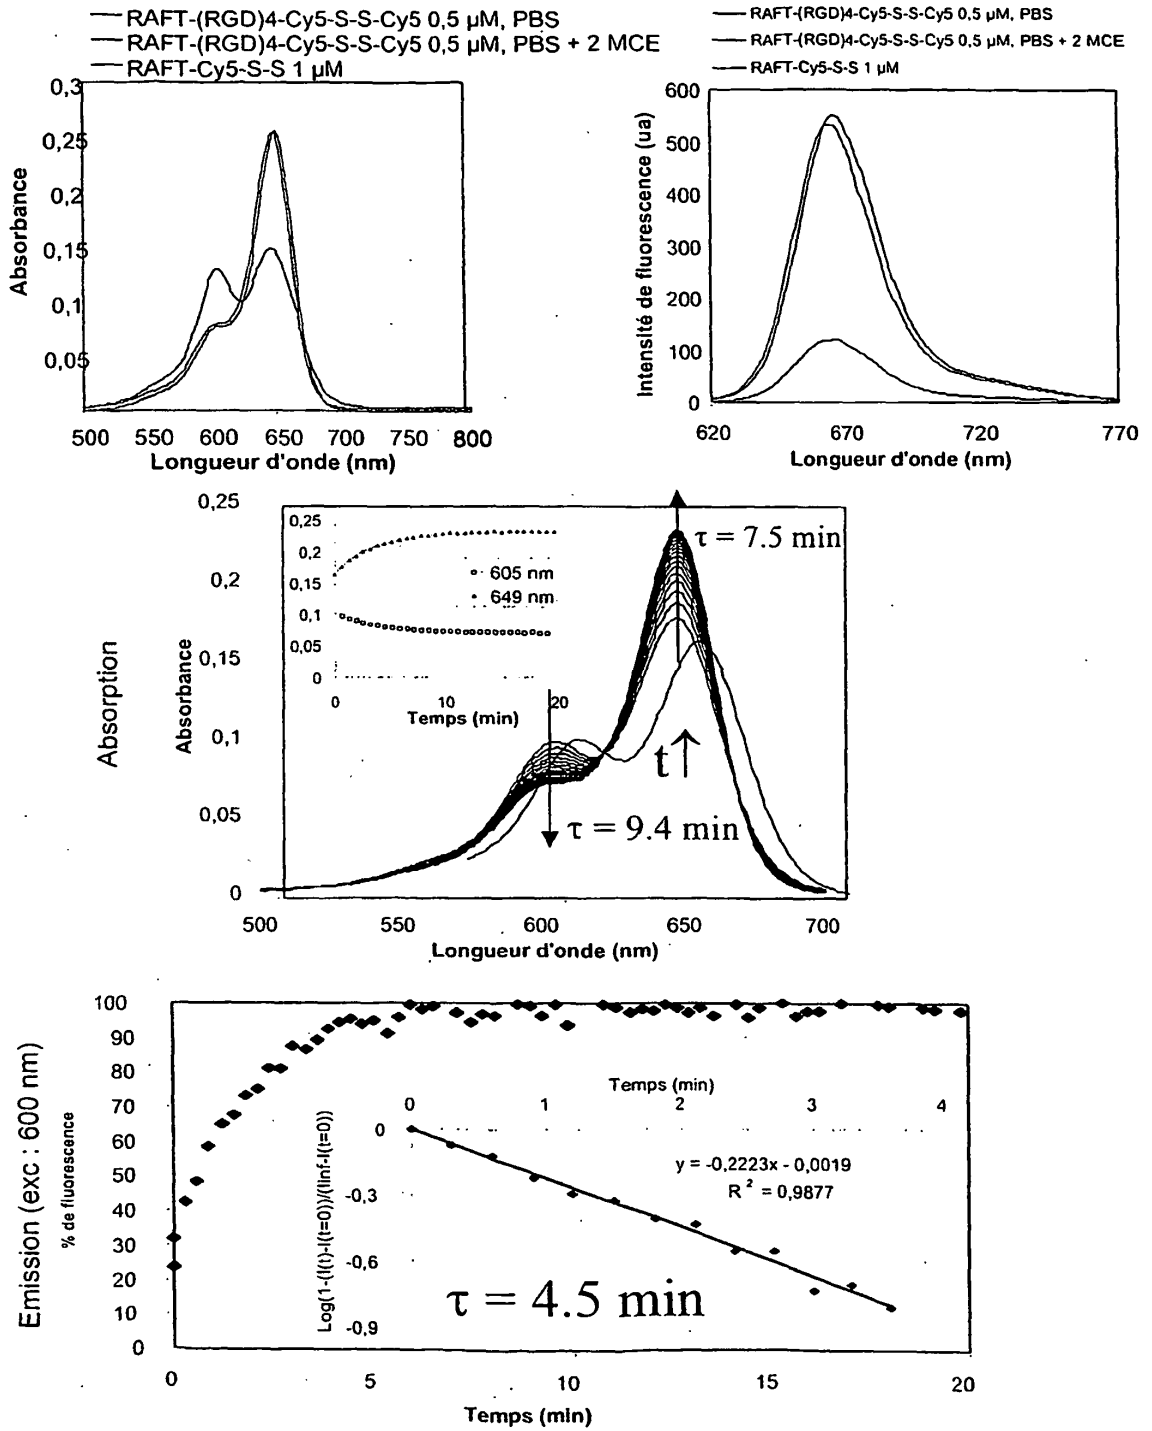 RAFT-(RGD)4-Cy5-S-S-Cy5 0,5 µM, PBS
RAFT-(RGD)4-Cy5-S-S-Cy5 0,5 µM, PBS + 2 MCE
RAFT-Cy5-S-S 1 µM
0.3
0,25
0,2
0,15
0,1
0,05
Absorbance
500 550 600 650 700 750 800
Longueur d'onde (nm)
RAFT-(RGD)4-Cy5-S-S-Cy5 0,5 µM, PBS
RAFT-(RGD)4-Cy5-S-S-Cy5 0,5 µM, PBS + 2 MCE
RAFT-Cy5-S-S 1 µM
600
500
400
300
200
100
0
Intensité de fluorescence (ua)
620 670 720 770
Longueur d'onde (nm)
Absorption
Absorbance
0,25
0,2
0,15
0,1
0,05
0
0,25
0,2
0,15
0,1
0,05
0
605 nm
649 nm
0 10 20
Temps (min)
τ = 7.5 min
t↑
τ = 9.4 min
500 550 600 650 700
Longueur d'onde (nm)
Emission (exc : 600 nm)
% de fluorescence
100
90
80
70
60
50
40
30
20
10
0
Temps (min)
0 1 2 3 4
0
-0,3
-0,6
-0,9
Log(1-(I(t)-I(t=0))/(IInf-I(t=0))
y = -0,2223x - 0,0019
R² = 0,9877
τ = 4.5 min
0 5 10 15 20
Temps (min)